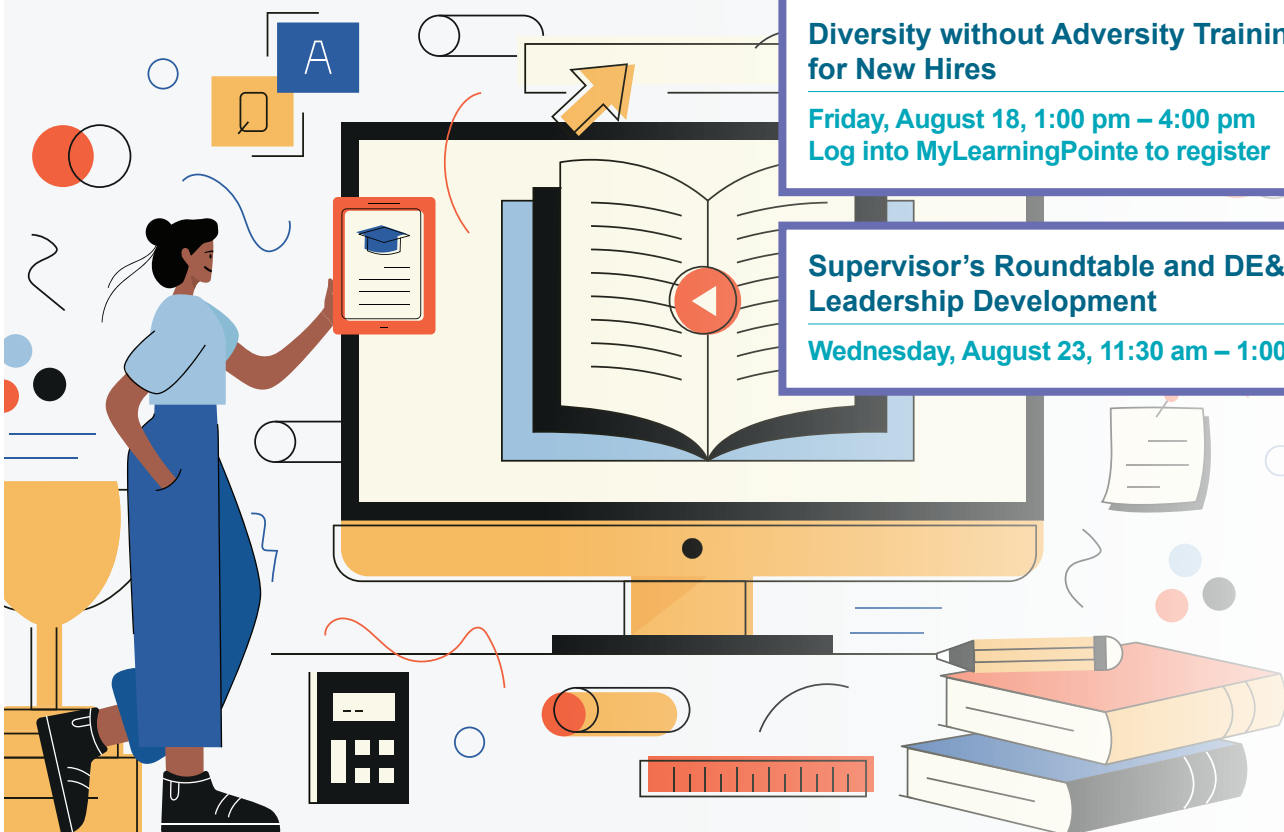 A
Q
Diversity without Adversity
for New Hires
Friday, August 18, 1:00 pm – 4:00 pm
Log into MyLearningPointe to register
Supervisor’s Roundtable and DE&
Leadership Development
Wednesday, August 23, 11:30 am – 1:00